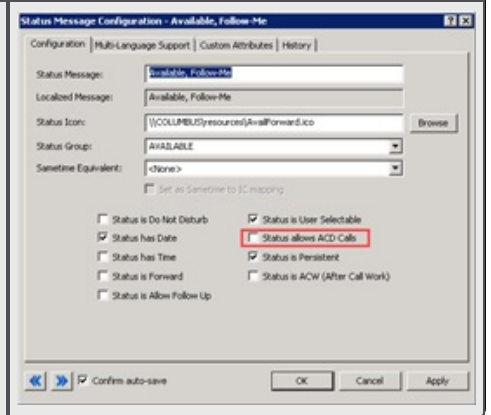 Status Message Configuration - Available, Follow-Me
Configuration Multi-Language Support Custom Attributes History
Status Message: Available, Follow-Me
Localized Message: Available, Follow-Me
Status Icon: \\COLUMBUS\resources\AvailForward.ico Browse
Status Group: AVAILABLE
Sametime Equivalent: <None>
Set as Sametime to IC mapping
Status is Do Not Disturb Status is User Selectable
Status has Date Status allows ACD Calls
Status has Time Status is Persistent
Status is Forward Status is ACW (After Call Work)
Status is Allow Follow Up
Confirm auto-save OK Cancel Apply